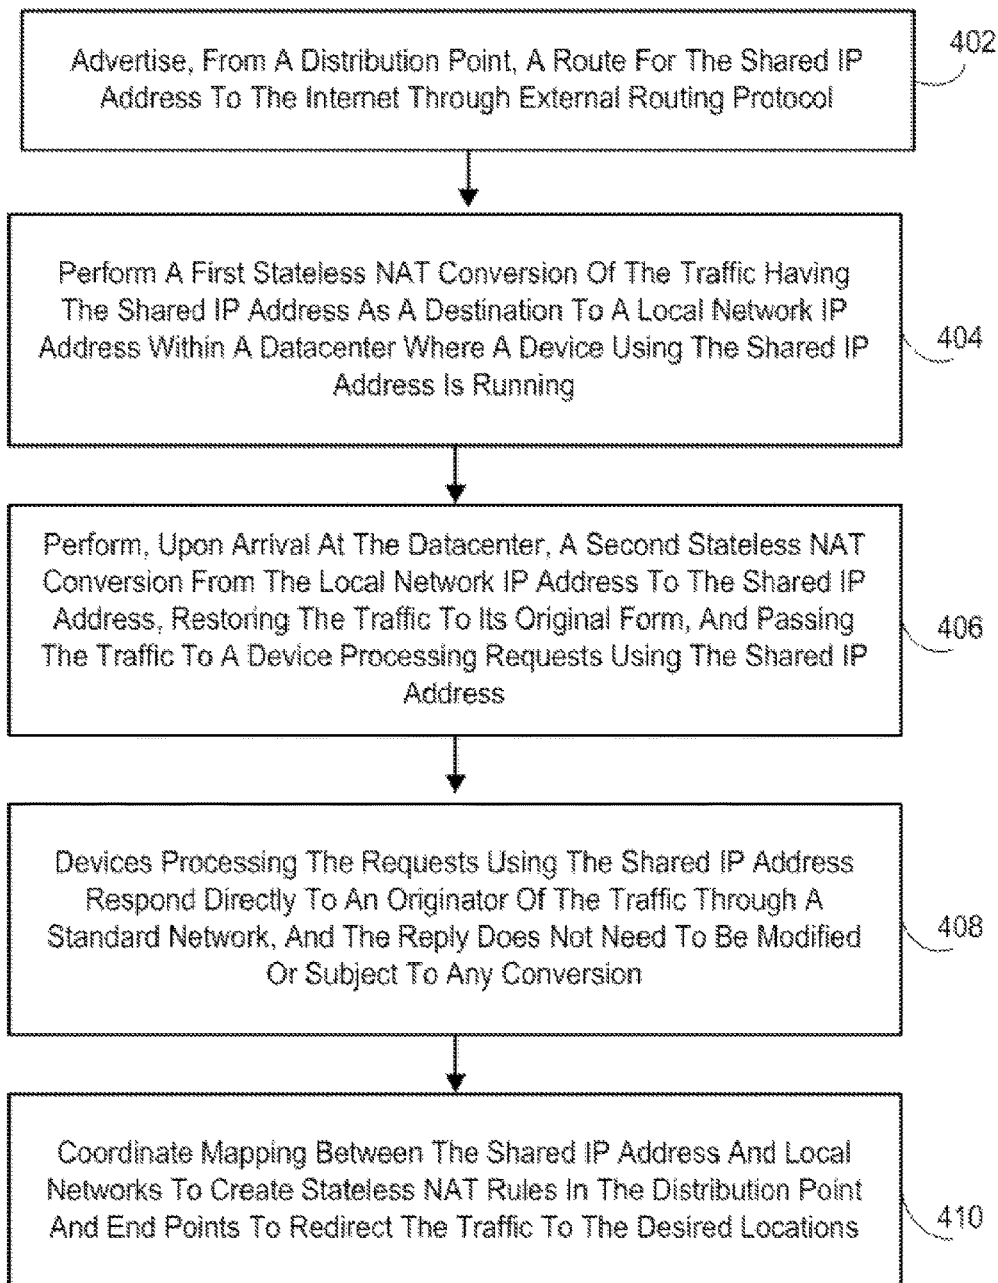 Advertise, From A Distribution Point, A Route For The Shared IP
Address To The Internet Through External Routing Protocol
402
Perform A First Stateless NAT Conversion Of The Traffic Having
The Shared IP Address As A Destination To A Local Network IP
Address Within A Datacenter Where A Device Using The Shared IP
Address Is Running
404
Perform, Upon Arrival At The Datacenter, A Second Stateless NAT
Conversion From The Local Network IP Address To The Shared IP
Address, Restoring The Traffic To Its Original Form, And Passing
The Traffic To A Device Processing Requests Using The Shared IP
Address
406
Devices Processing The Requests Using The Shared IP Address
Respond Directly To An Originator Of The Traffic Through A
Standard Network, And The Reply Does Not Need To Be Modified
Or Subject To Any Conversion
408
Coordinate Mapping Between The Shared IP Address And Local
Networks To Create Stateless NAT Rules In The Distribution Point
And End Points To Redirect The Traffic To The Desired Locations
410